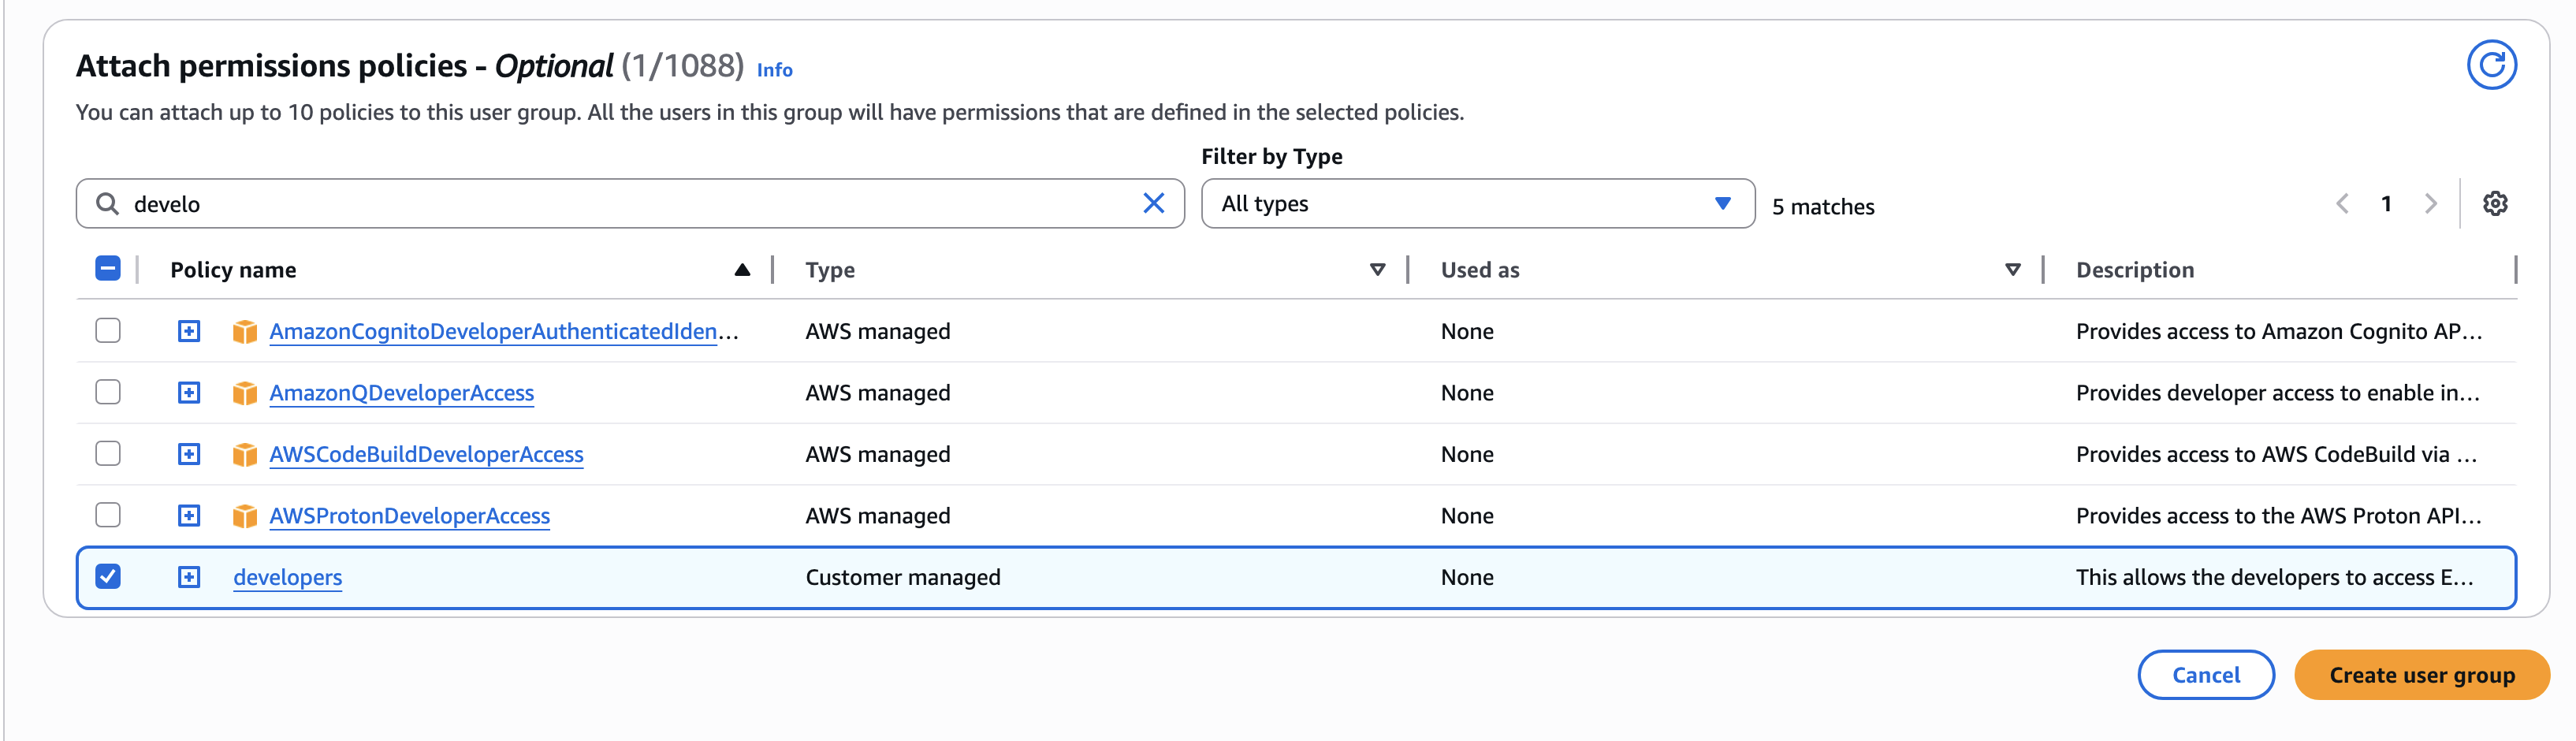 Attach permissions policies - Optional (1/1088) Info
You can attach up to 10 policies to this user group. All the users in this group will have permissions that are defined in the selected policies.
Filter by Type
develo All types 5 matches 1
Policy name Type Used as Description
AmazonCognitoDeveloperAuthenticatedIden... AWS managed None Provides access to Amazon Cognito AP...
AmazonQDeveloperAccess AWS managed None Provides developer access to enable in...
AWSCodeBuildDeveloperAccess AWS managed None Provides access to AWS CodeBuild via ...
AWSProtonDeveloperAccess AWS managed None Provides access to the AWS Proton API...
developers Customer managed None This allows the developers to access E...
Cancel Create user group